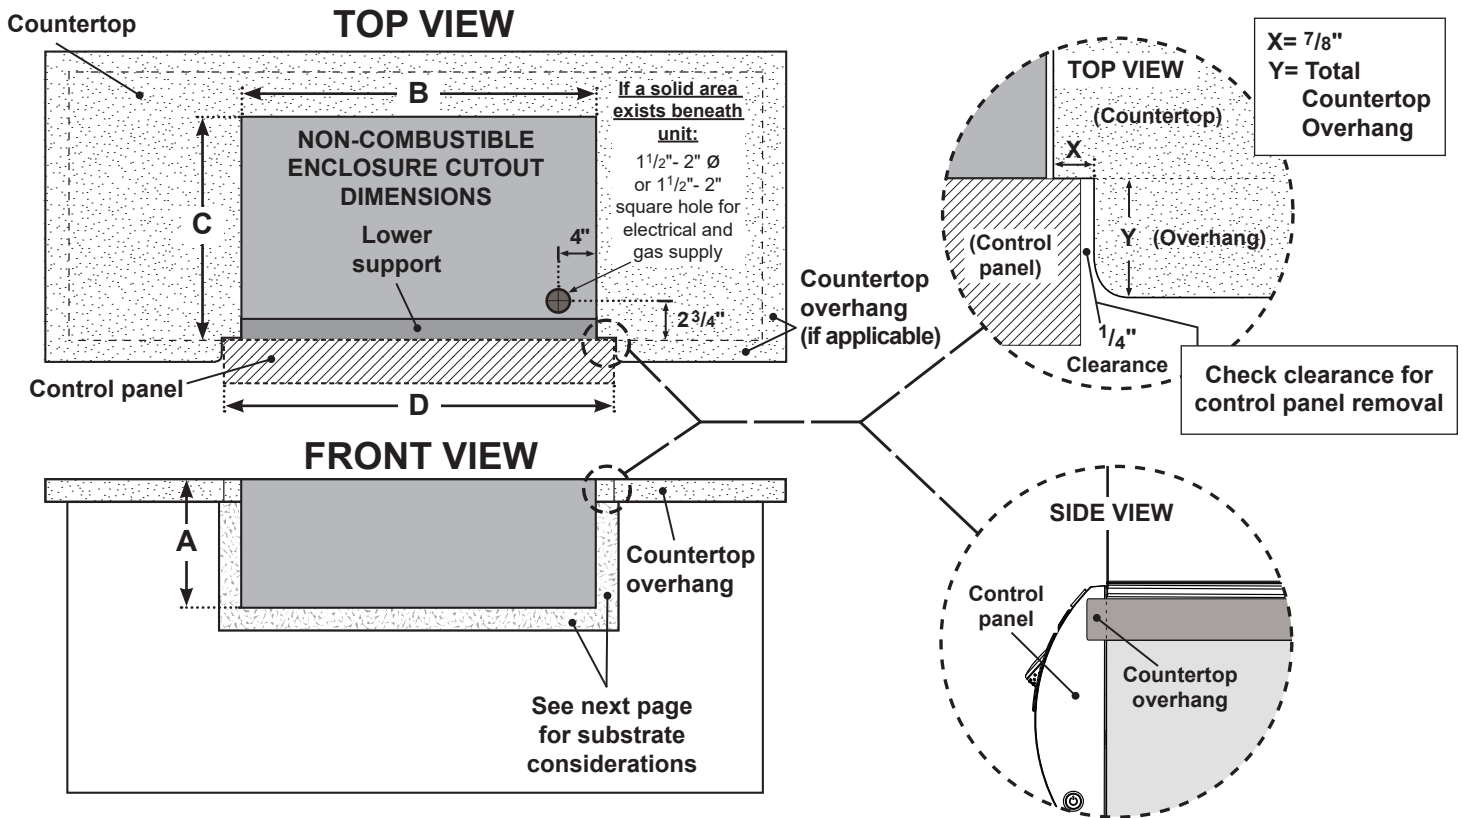 Countertop
TOP VIEW
B
If a solid area
exists beneath
unit:
1 1/2"- 2" Ø
or 1 1/2"- 2"
square hole for
electrical and
gas supply
NON-COMBUSTIBLE
ENCLOSURE CUTOUT
DIMENSIONS
C
Lower
support
4"
2 3/4"
Countertop
overhang
(if applicable)
Control panel
D
TOP VIEW
(Countertop)
X
(Control
panel)
Y
(Overhang)
1/4"
Clearance
X= 7/8"
Y= Total
Countertop
Overhang
Check clearance for
control panel removal
FRONT VIEW
A
Countertop
overhang
See next page
for substrate
considerations
SIDE VIEW
Control
panel
Countertop
overhang